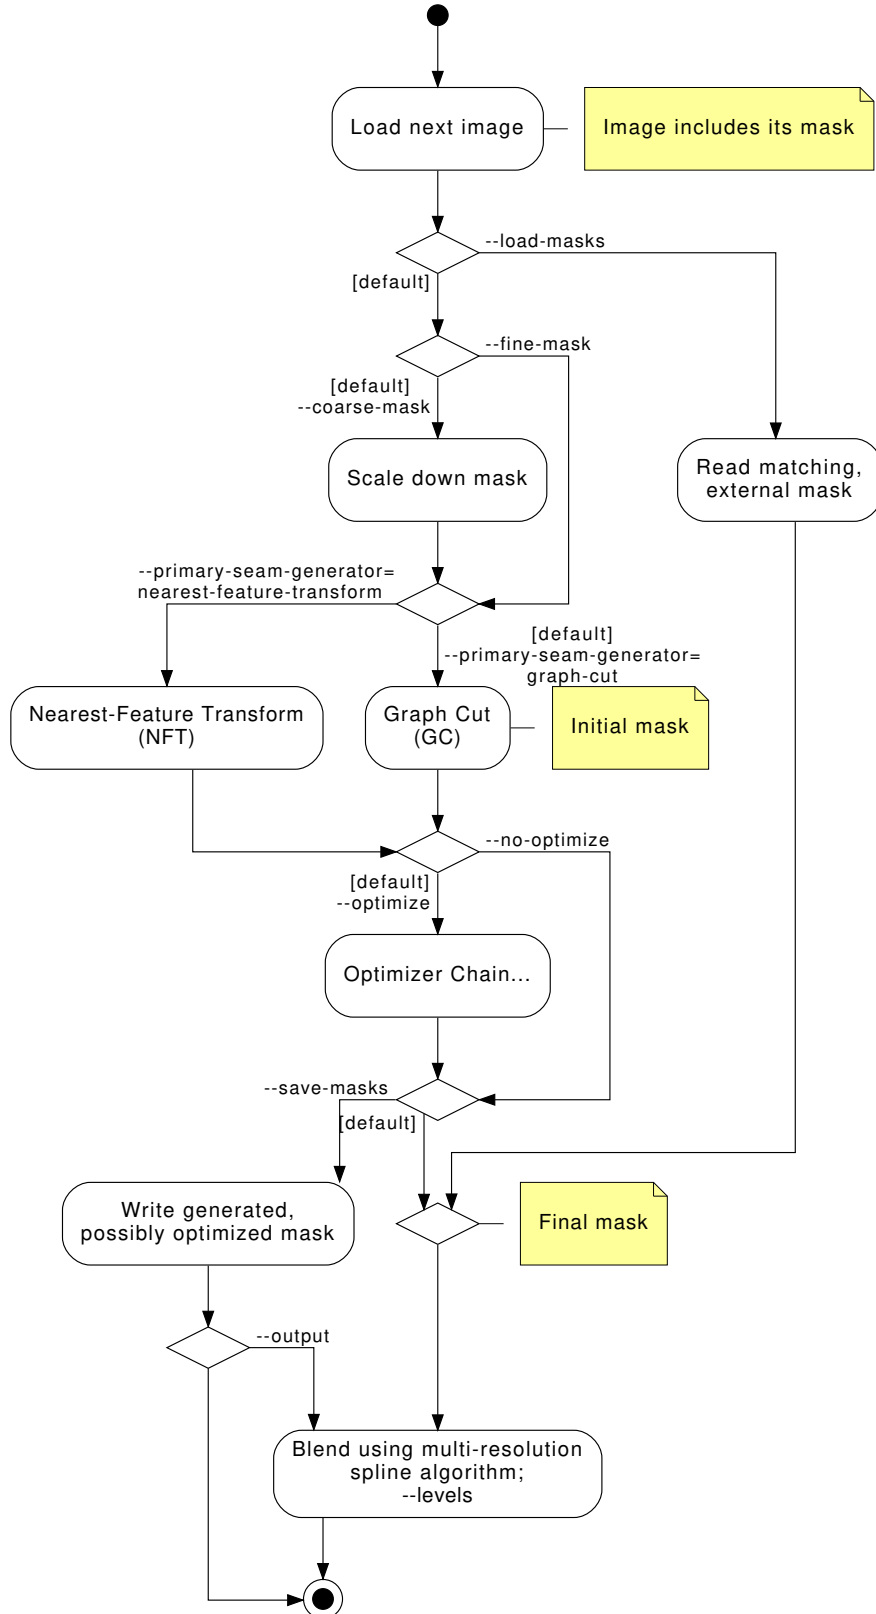 Load next image
Image includes its mask
--load-masks
[default]
--fine-mask
[default]
--coarse-mask
Scale down mask
Read matching,
external mask
--primary-seam-generator=
nearest-feature-transform
[default]
--primary-seam-generator=
graph-cut
Nearest-Feature Transform
(NFT)
Graph Cut
(GC)
Initial mask
--no-optimize
[default]
--optimize
Optimizer Chain...
--save-masks
[default]
Write generated,
possibly optimized mask
Final mask
--output
Blend using multi-resolution
spline algorithm;
--levels